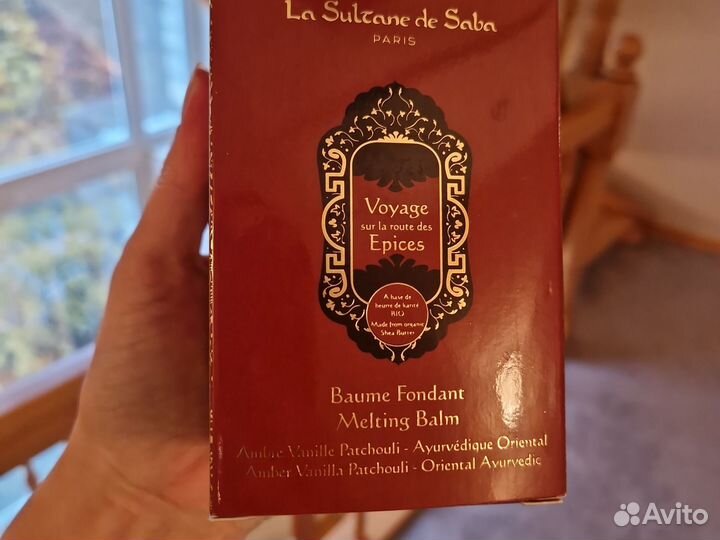 La Sultane de Saba
PARIS
Voyage
sur la route des
Epices
A base de
beurre de karité
BIO
Made from organic
Shea Butter
Baume Fondant
Melting Balm
Ambre Vanille Patchouli - Ayurvédique Oriental
Amber Vanilla Patchouli - Oriental Ayurvedic
Avito